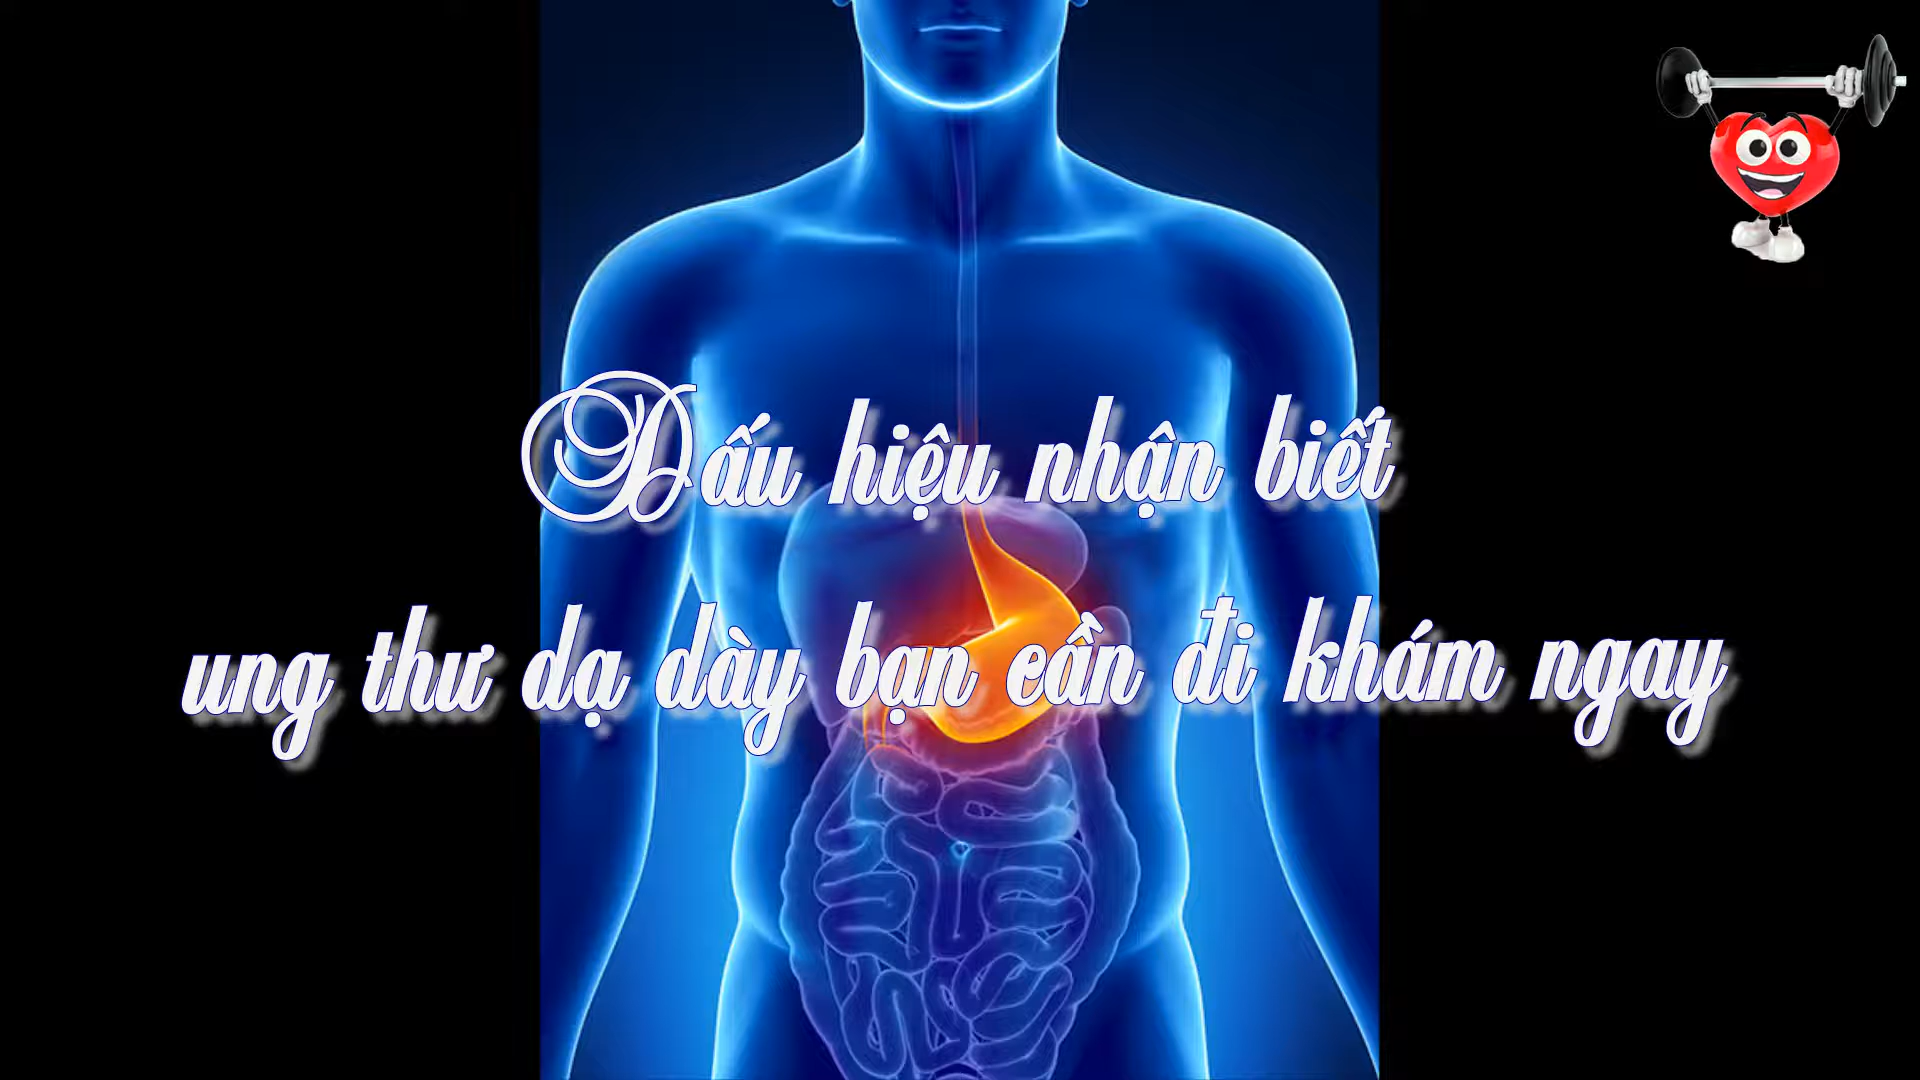 Dấu hiệu nhận biết
ung thư dạ dày bạn cần đi khám ngay